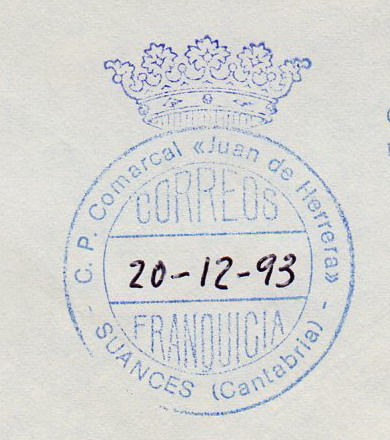 C. P. Comarcal «Juan de Herrera»
CORREOS
20-12-93
FRANQUICIA
- SUANCES (Cantabria) -